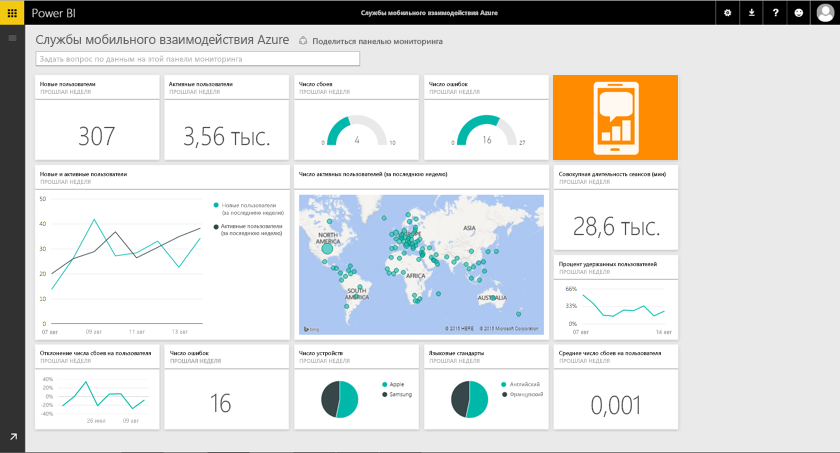 Power BI
Службы мобильного взаимодействия Azure
?
Службы мобильного взаимодействия Azure
Поделиться панелью мониторинга
Задать вопрос по данным на этой панели мониторинга
Новые пользователи
ПРОШЛАЯ НЕДЕЛЯ
307
Активные пользователи
ПРОШЛАЯ НЕДЕЛЯ
3,56 тыс.
Число сбоев
ПРОШЛАЯ НЕДЕЛЯ
4
0
10
Число ошибок
ПРОШЛАЯ НЕДЕЛЯ
16
0
27
Новые и активные пользователи
ПРОШЛАЯ НЕДЕЛЯ
50
40
30
20
10
0
07 авг
09 авг
11 авг
13 авг
Новые пользователи
(за последнюю неделю)
Активные пользователи
(за последнюю неделю)
Число активных пользователей (за последнюю неделю)
NORTH
AMERICA
EUROPE
ASIA
AFRICA
SOUTH
AMERICA
AUSTRALIA
bing
© 2015 HERE © 2015 Microsoft Corporation
Совокупная длительность сеансов (мин)
ПРОШЛАЯ НЕДЕЛЯ
28,6 тыс.
Процент удержанных пользователей
ПРОШЛАЯ НЕДЕЛЯ
66%
33%
0%
07 авг
14 авг
Отклонение числа сбоев на пользователя
ПРОШЛАЯ НЕДЕЛЯ
40%
20%
0%
-20%
-40%
26 июл
09 авг
Число ошибок
ПРОШЛАЯ НЕДЕЛЯ
16
Число устройств
ПРОШЛАЯ НЕДЕЛЯ
Apple
Samsung
Языковые стандарты
ПРОШЛАЯ НЕДЕЛЯ
Английский
Французский
Среднее число сбоев на пользователя
ПРОШЛАЯ НЕДЕЛЯ
0,001